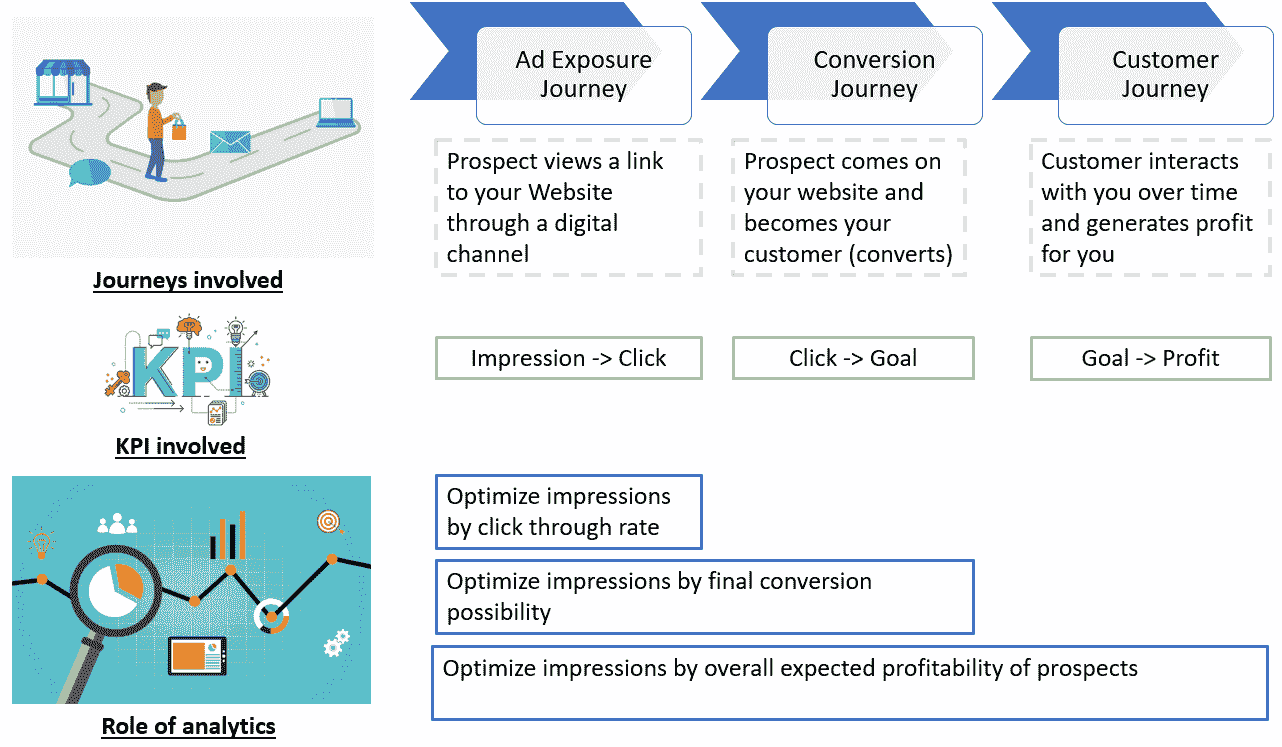 Ad Exposure
Journey
Conversion
Journey
Customer
Journey
Prospect views a link
to your Website
through a digital
channel
Prospect comes on
your website and
becomes your
customer (converts)
Customer interacts
with you over time
and generates profit
for you
Journeys involved
KPI
Impression -> Click
Click -> Goal
Goal -> Profit
KPI involved
Optimize impressions
by click through rate
Optimize impressions by final conversion
possibility
Optimize impressions by overall expected profitability of prospects
Role of analytics